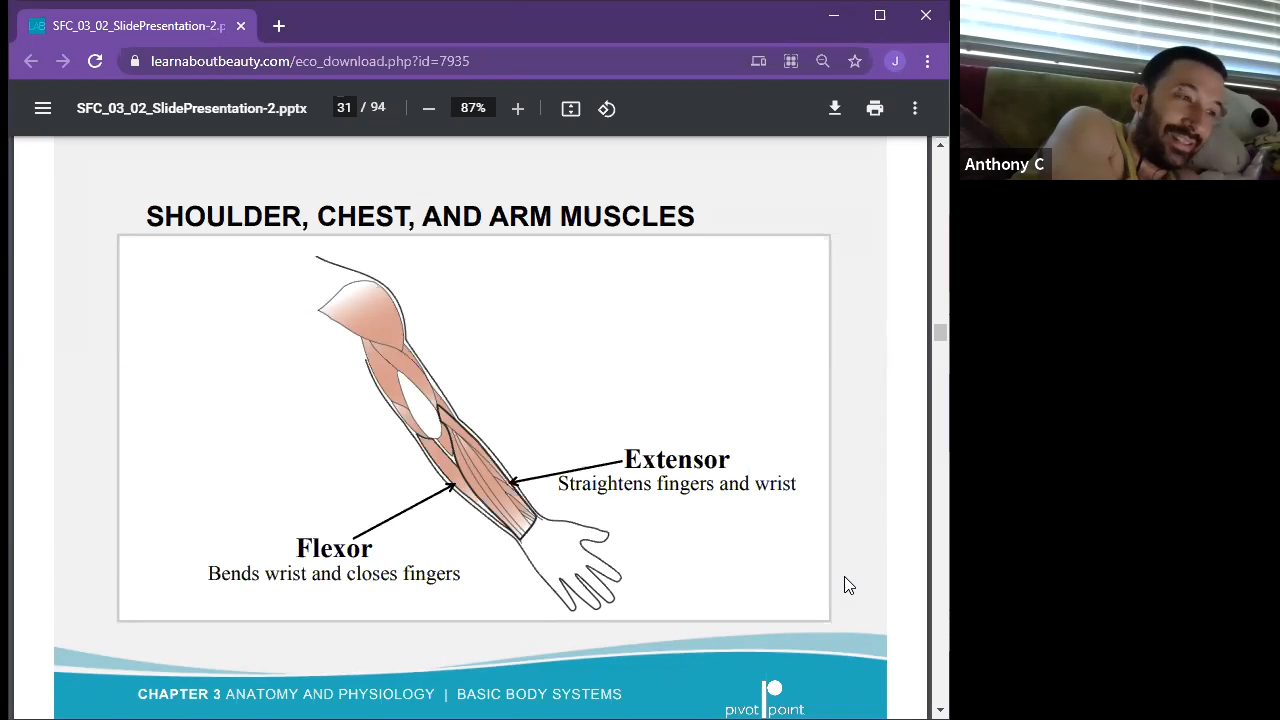 SFC_03_02_SlidePresentation-2.p
learnaboutbeauty.com/eco_download.php?id=7935
J
SFC_03_02_SlidePresentation-2.pptx
31 / 94
87%
Anthony C
SHOULDER, CHEST, AND ARM MUSCLES
Extensor
Straightens fingers and wrist
Flexor
Bends wrist and closes fingers
CHAPTER 3 ANATOMY AND PHYSIOLOGY | BASIC BODY SYSTEMS
pivot point